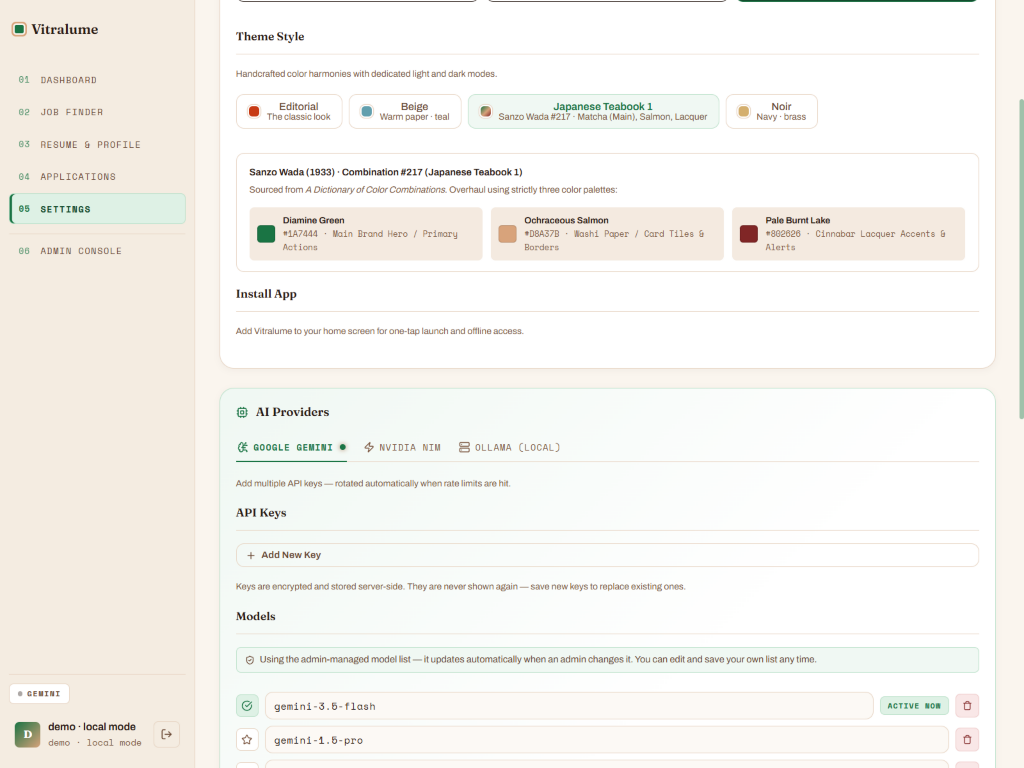 Vitralume
01 DASHBOARD
02 JOB FINDER
03 RESUME & PROFILE
04 APPLICATIONS
05 SETTINGS
06 ADMIN CONSOLE
GEMINI
D
demo · local mode
demo · local mode
Theme Style
Handcrafted color harmonies with dedicated light and dark modes.
Editorial
The classic look
Beige
Warm paper · teal
Japanese Teabook 1
Sanzo Wada #217 · Matcha (Main), Salmon, Lacquer
Noir
Navy · brass
Sanzo Wada (1933) · Combination #217 (Japanese Teabook 1)
Sourced from A Dictionary of Color Combinations. Overhaul using strictly three color palettes:
Diamine Green
#1A7444 · Main Brand Hero / Primary
Actions
Ochraceous Salmon
#D8A37B · Washi Paper / Card Tiles &
Borders
Pale Burnt Lake
#802626 · Cinnabar Lacquer Accents &
Alerts
Install App
Add Vitralume to your home screen for one-tap launch and offline access.
AI Providers
GOOGLE GEMINI
NVIDIA NIM
OLLAMA (LOCAL)
Add multiple API keys — rotated automatically when rate limits are hit.
API Keys
Add New Key
Keys are encrypted and stored server-side. They are never shown again — save new keys to replace existing ones.
Models
Using the admin-managed model list — it updates automatically when an admin changes it. You can edit and save your own list any time.
gemini-3.5-flash
ACTIVE NOW
gemini-1.5-pro